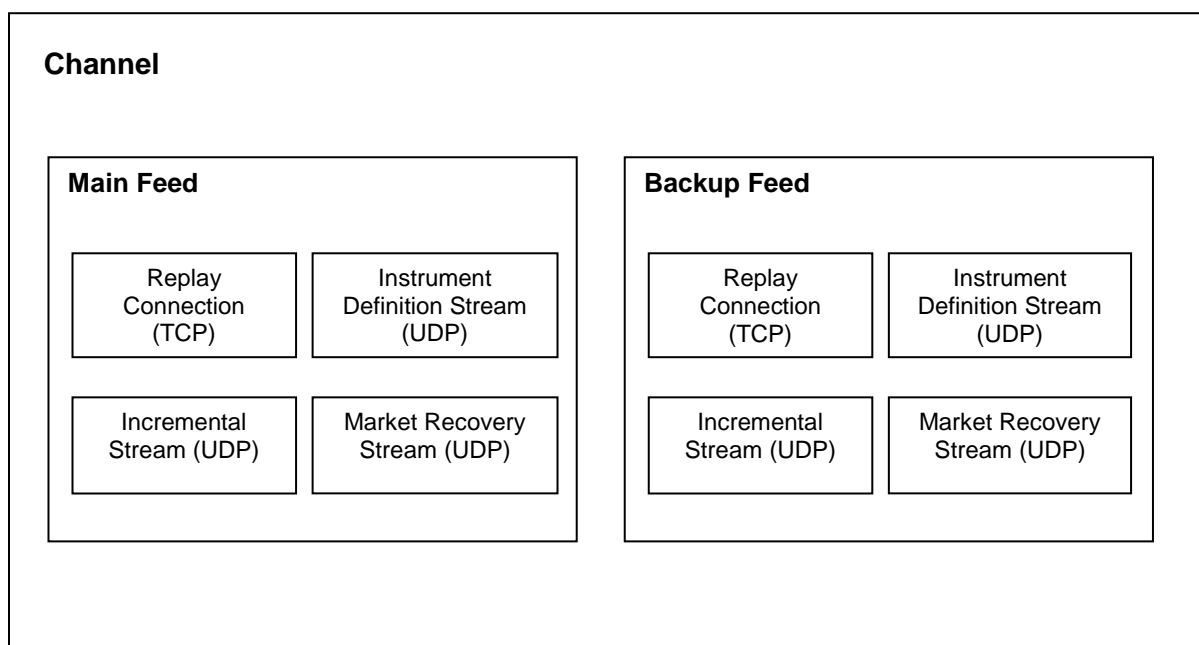 Channel
Main Feed
Replay
Connection
(TCP)
Instrument
Definition Stream
(UDP)
Incremental
Stream (UDP)
Market Recovery
Stream (UDP)
Backup Feed
Replay
Connection
(TCP)
Instrument
Definition Stream
(UDP)
Incremental
Stream (UDP)
Market Recovery
Stream (UDP)